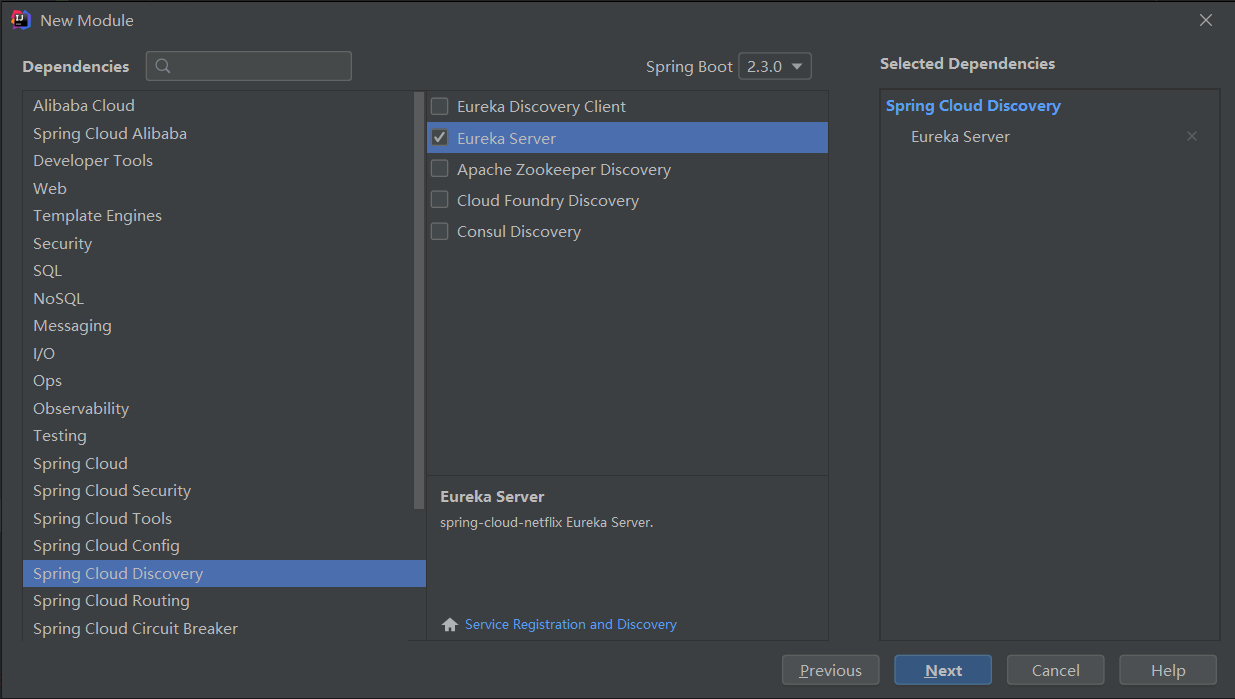 New Module
Dependencies
Spring Boot 2.3.0
Selected Dependencies
Alibaba Cloud
Spring Cloud Alibaba
Developer Tools
Web
Template Engines
Security
SQL
NoSQL
Messaging
I/O
Ops
Observability
Testing
Spring Cloud
Spring Cloud Security
Spring Cloud Tools
Spring Cloud Config
Spring Cloud Discovery
Spring Cloud Routing
Spring Cloud Circuit Breaker
Eureka Discovery Client
Eureka Server
Apache Zookeeper Discovery
Cloud Foundry Discovery
Consul Discovery
Eureka Server
spring-cloud-netflix Eureka Server.
Service Registration and Discovery
Spring Cloud Discovery
Eureka Server
Previous
Next
Cancel
Help